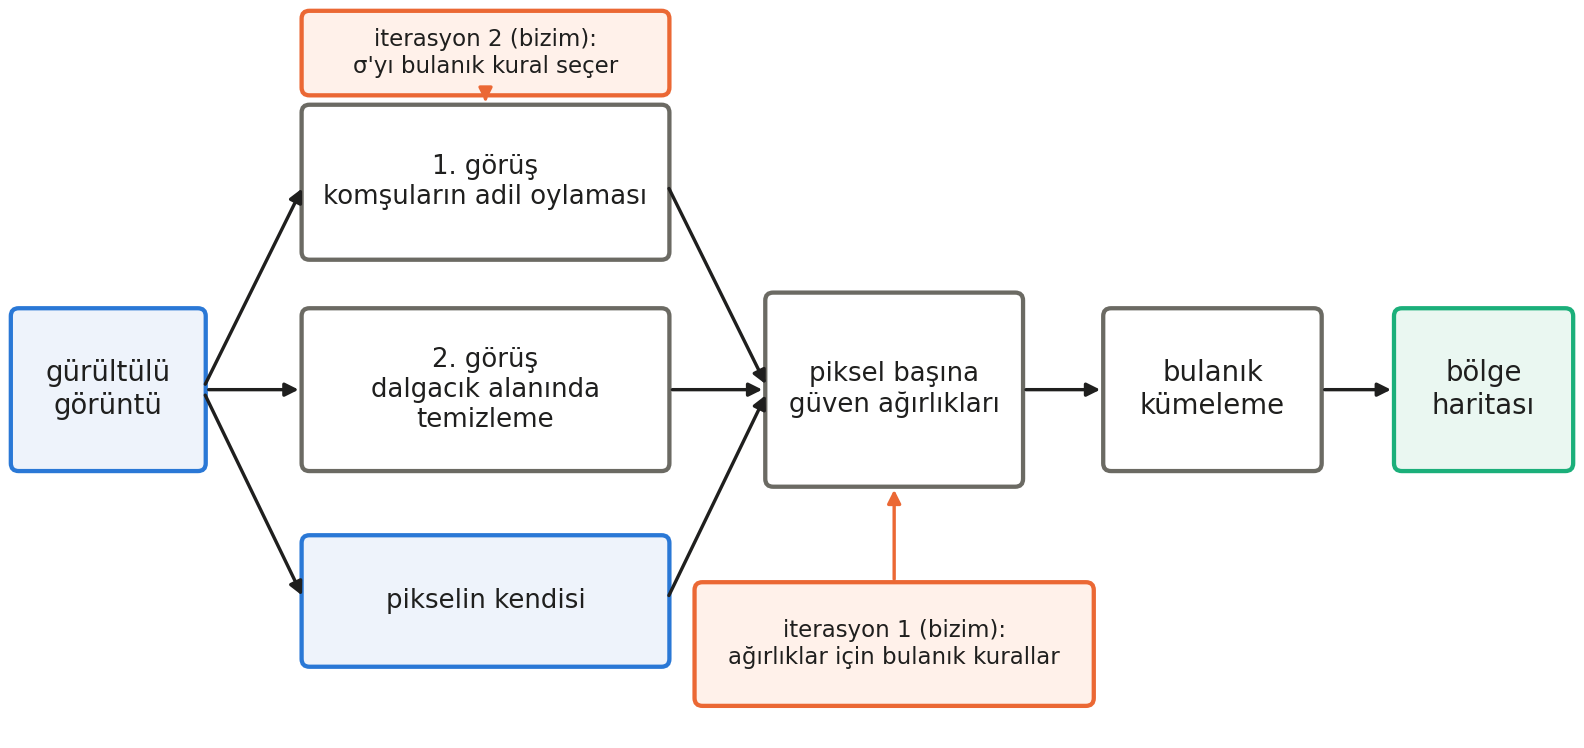 iterasyon 2 (bizim):
σ'yı bulanık kural seçer
1. görüş
komşuların adil oylaması
gürültülü
görüntü
2. görüş
dalgacık alanında
temizleme
piksel başına
güven ağırlıkları
bulanık
kümeleme
bölge
haritası
pikselin kendisi
iterasyon 1 (bizim):
ağırlıklar için bulanık kurallar